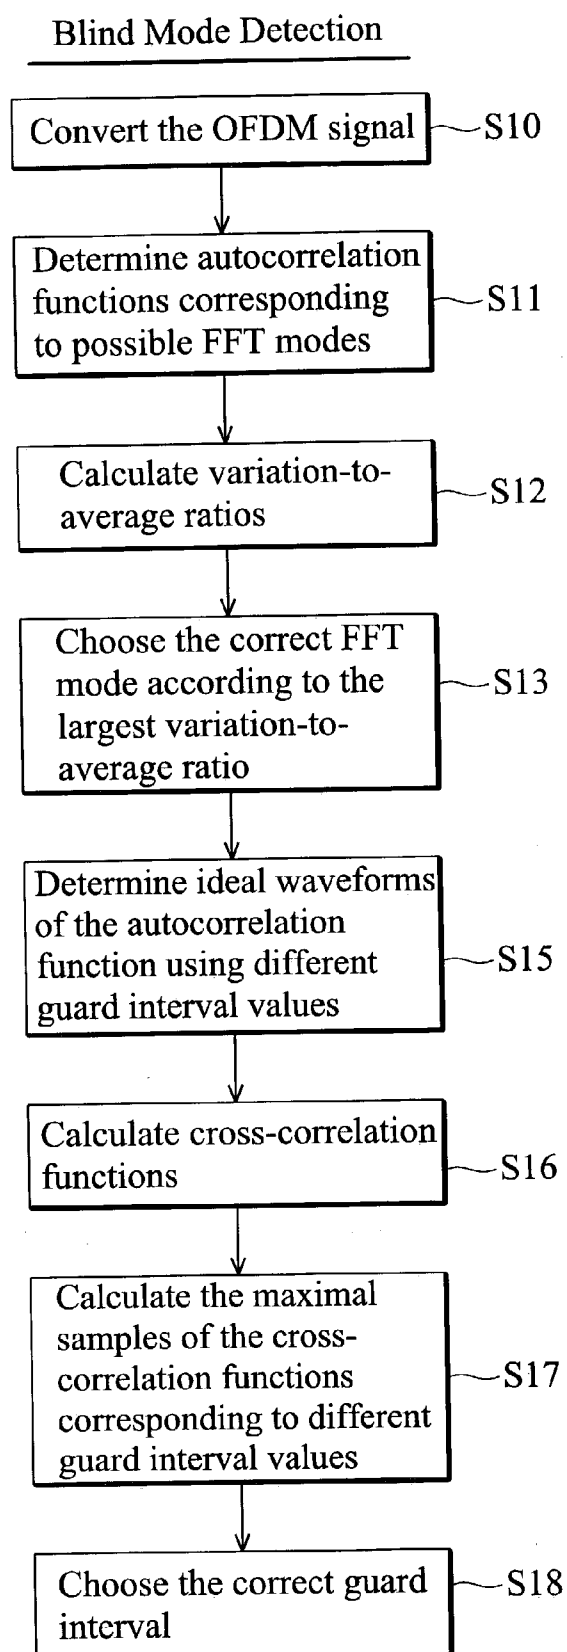 Blind Mode Detection
Convert the OFDM signal
S10
Determine autocorrelation
functions corresponding
to possible FFT modes
S11
Calculate variation-to-
average ratios
S12
Choose the correct FFT
mode according to the
largest variation-to-
average ratio
S13
Determine ideal waveforms
of the autocorrelation
function using different
guard interval values
S15
Calculate cross-correlation
functions
S16
Calculate the maximal
samples of the cross-
correlation functions
corresponding to different
guard interval values
S17
Choose the correct guard
interval
S18